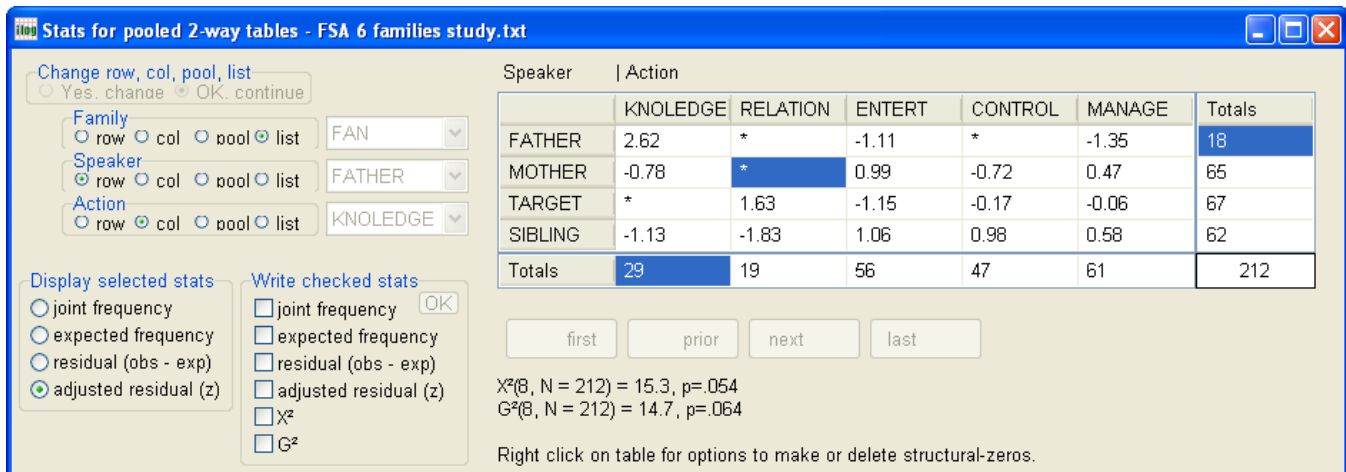 ilog Stats for pooled 2-way tables - FSA 6 families study.txt
Change row, col, pool, list
Yes, change OK, continue
Family
row col pool list FAN
Speaker
row col pool list FATHER
Action
row col pool list KNOLEDGE
Display selected stats
joint frequency
expected frequency
residual (obs - exp)
adjusted residual (z)
Write checked stats
joint frequency OK
expected frequency
residual (obs - exp)
adjusted residual (z)
X²
G²
Speaker | Action
KNOLEDGE RELATION ENTERT CONTROL MANAGE Totals
FATHER 2.62 * -1.11 * -1.35 18
MOTHER -0.78 * 0.99 -0.72 0.47 65
TARGET * 1.63 -1.15 -0.17 -0.06 67
SIBLING -1.13 -1.83 1.06 0.98 0.58 62
Totals 29 19 56 47 61 212
first prior next last
X²(8, N = 212) = 15.3, p=.054
G²(8, N = 212) = 14.7, p=.064
Right click on table for options to make or delete structural-zeros.